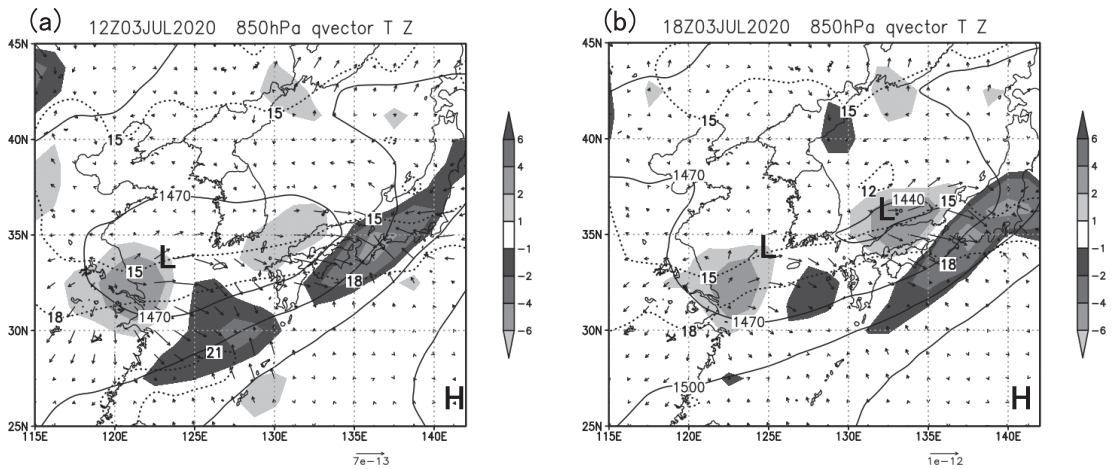 (a)
12Z03JUL2020 850hPa qvector T Z
45N
40N
35N
30N
25N
115E 120E 125E 130E 135E 140E
15
15
1470
15
L
15
18
18
1470
21
H
6
4
2
1
-1
-2
-4
-6
7e-13
(b)
18Z03JUL2020 850hPa qvector T Z
45N
40N
35N
30N
25N
115E 120E 125E 130E 135E 140E
15
15
1470
12
15
L
1440
L
15
18
18
1470
1500
H
6
4
2
1
-1
-2
-4
-6
1e-12